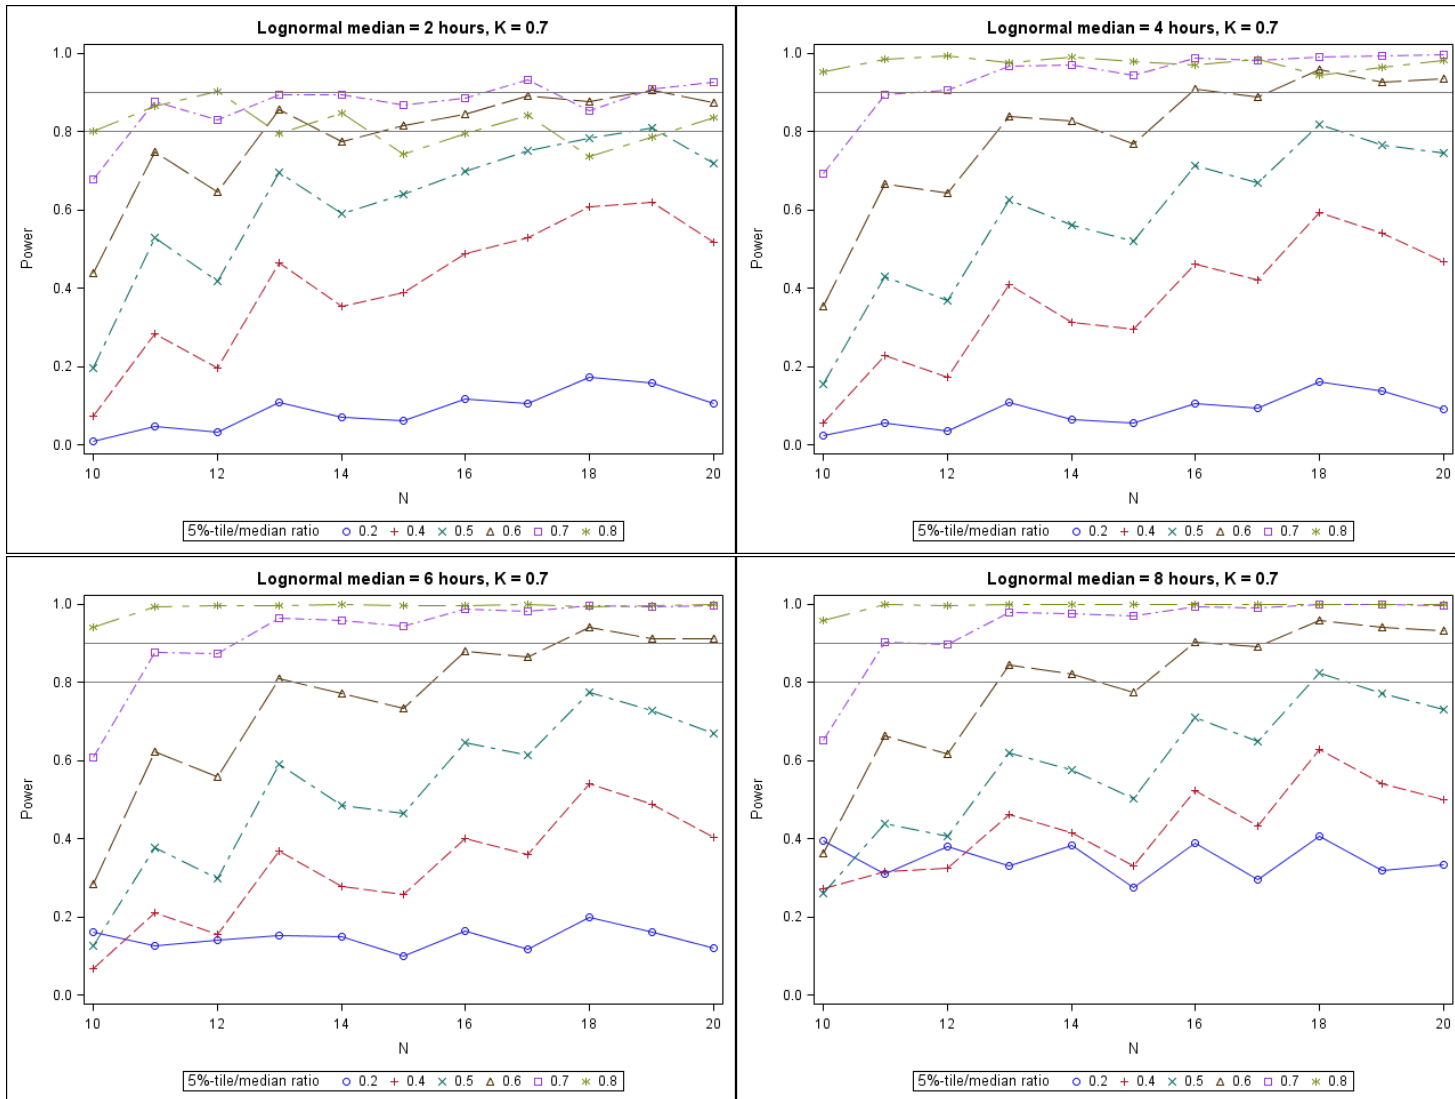 Lognormal median = 2 hours, K = 0.7
1.0
0.8
0.6
0.4
0.2
0.0
Power
10 12 14 16 18 20
N
5%-tile/median ratio 0.2 0.4 0.5 0.6 0.7 0.8
Lognormal median = 4 hours, K = 0.7
1.0
0.8
0.6
0.4
0.2
0.0
Power
10 12 14 16 18 20
N
5%-tile/median ratio 0.2 0.4 0.5 0.6 0.7 0.8
Lognormal median = 6 hours, K = 0.7
1.0
0.8
0.6
0.4
0.2
0.0
Power
10 12 14 16 18 20
N
5%-tile/median ratio 0.2 0.4 0.5 0.6 0.7 0.8
Lognormal median = 8 hours, K = 0.7
1.0
0.8
0.6
0.4
0.2
0.0
Power
10 12 14 16 18 20
N
5%-tile/median ratio 0.2 0.4 0.5 0.6 0.7 0.8